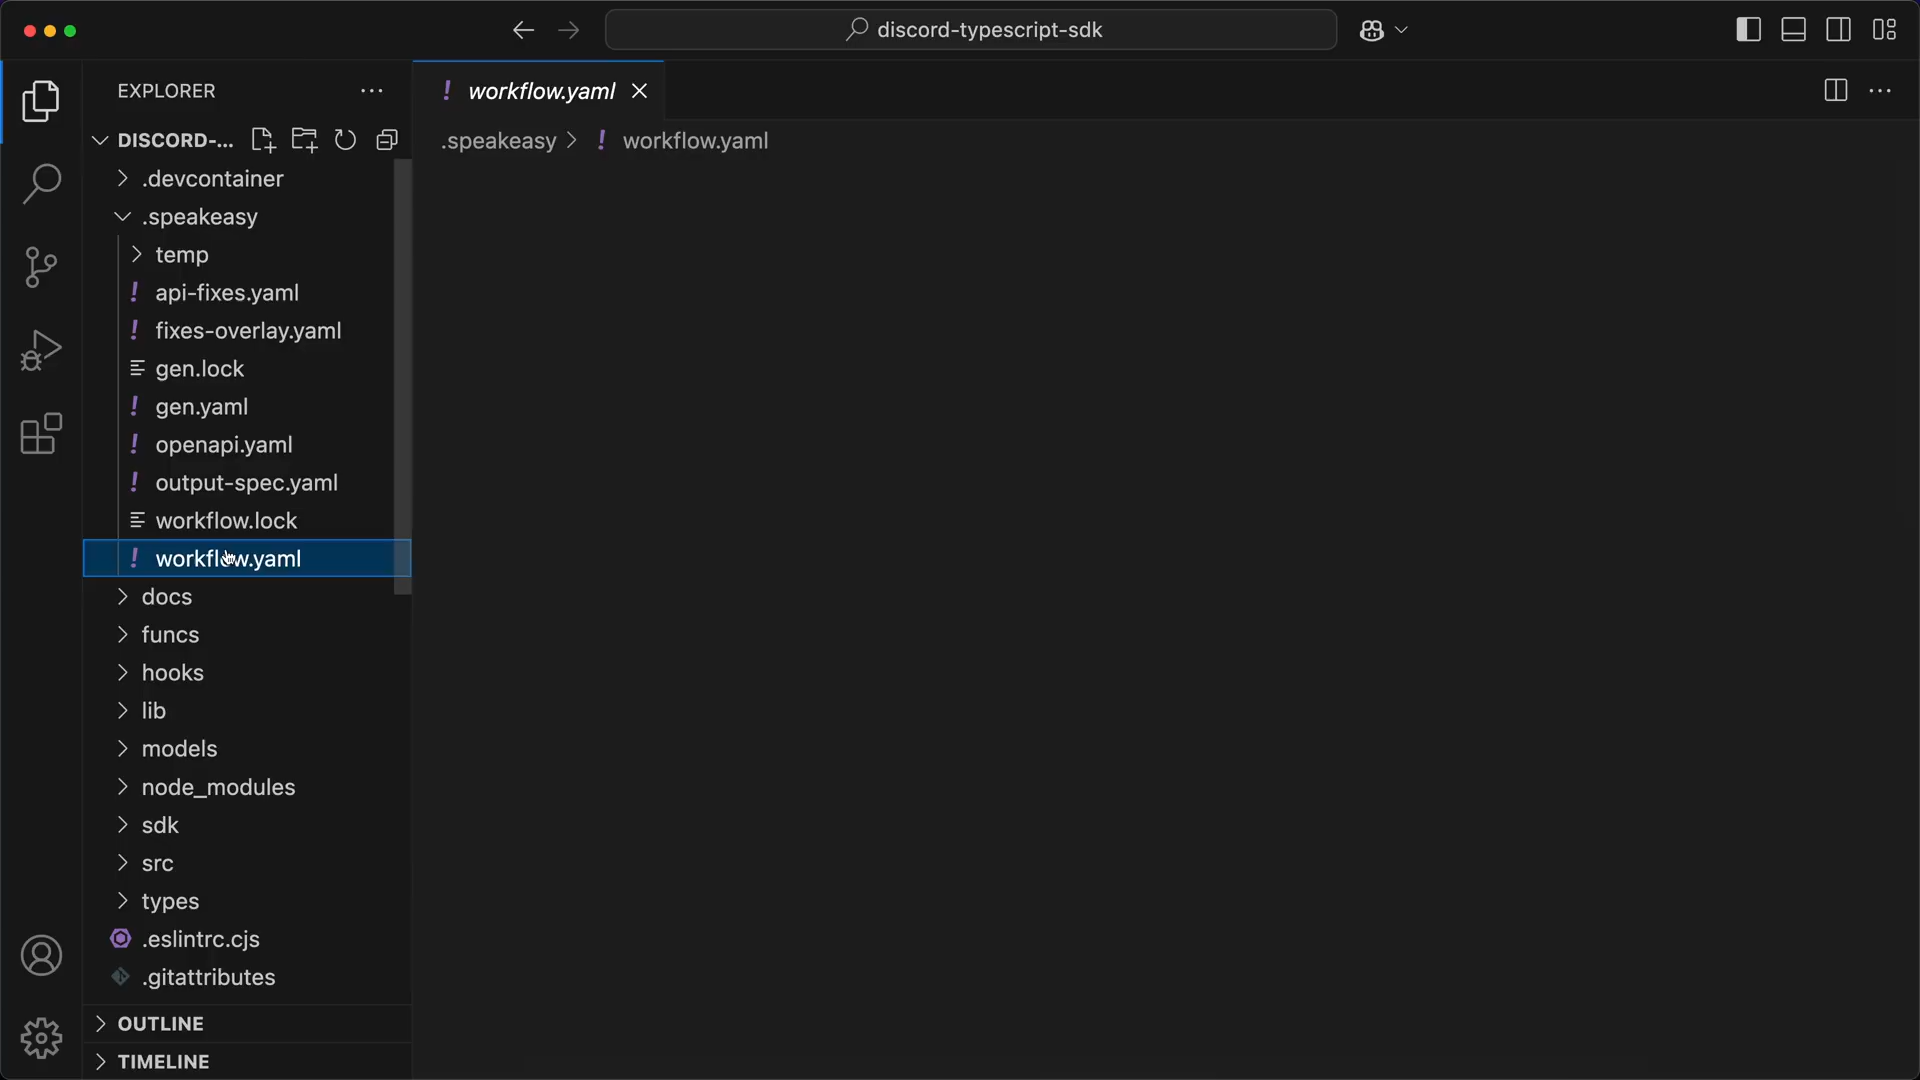 discord-typescript-sdk
EXPLORER
workflow.yaml
DISCORD-...
.speakeasy > workflow.yaml
.devcontainer
.speakeasy
temp
api-fixes.yaml
fixes-overlay.yaml
gen.lock
gen.yaml
openapi.yaml
output-spec.yaml
workflow.lock
workflow.yaml
docs
funcs
hooks
lib
models
node_modules
sdk
src
types
.eslintrc.cjs
.gitattributes
OUTLINE
TIMELINE